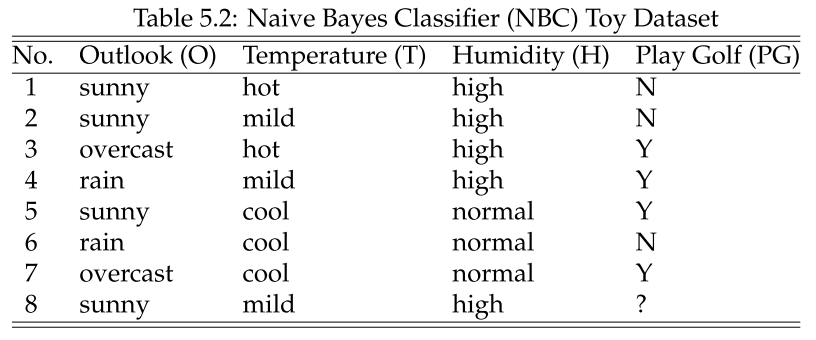 Table 5.2: Naive Bayes Classifier (NBC) Toy Dataset
No. Outlook (O) Temperature (T) Humidity (H) Play Golf (PG)
1 sunny hot high N
2 sunny mild high N
3 overcast hot high Y
4 rain mild high Y
5 sunny cool normal Y
6 rain cool normal N
7 overcast cool normal Y
8 sunny mild high ?